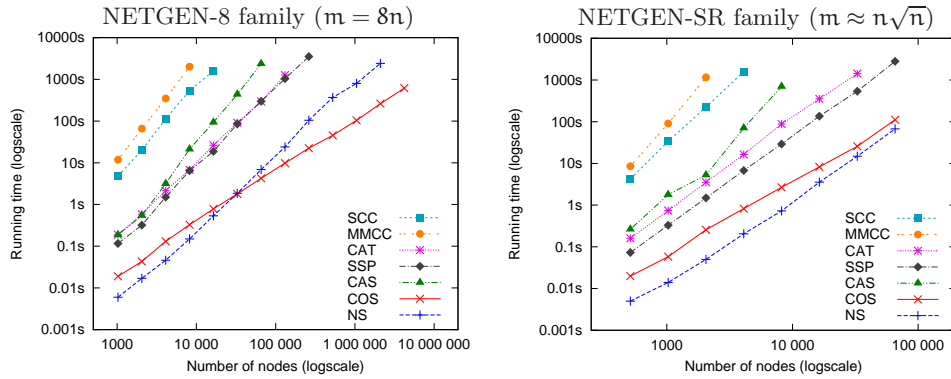 NETGEN-8 family (m = 8n)
10000s
1000s
100s
10s
1s
0.1s
0.01s
0.001s
Running time (logscale)
SCC
MMCC
CAT
SSP
CAS
COS
NS
1000
10 000
100 000
1 000 000
10 000 000
Number of nodes (logscale)
NETGEN-SR family (m ≈ n√n)
10000s
1000s
100s
10s
1s
0.1s
0.01s
0.001s
Running time (logscale)
SCC
MMCC
CAT
SSP
CAS
COS
NS
1000
10 000
100 000
Number of nodes (logscale)